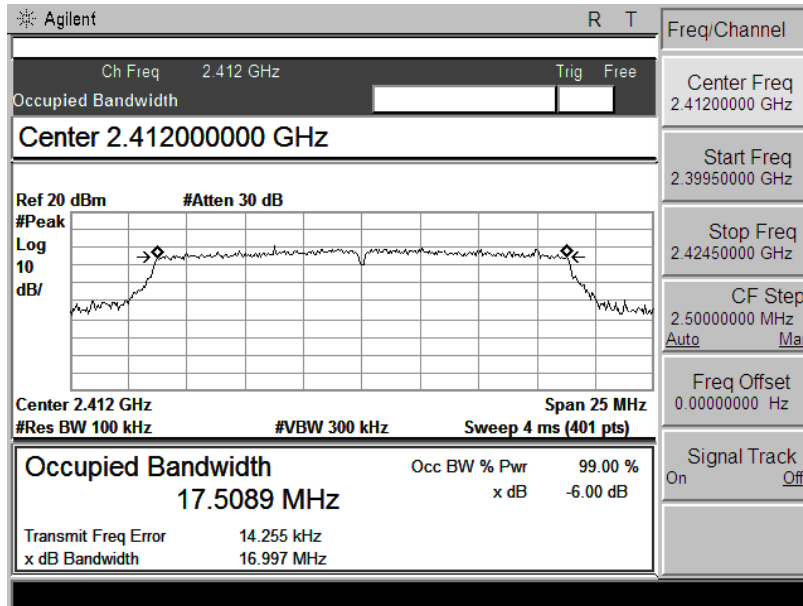 Agilent R T
Ch Freq 2.412 GHz Trig Free
Occupied Bandwidth
Center 2.412000000 GHz
Ref 20 dBm #Atten 30 dB
#Peak
Log
10
dB/
Center 2.412 GHz Span 25 MHz
#Res BW 100 kHz #VBW 300 kHz Sweep 4 ms (401 pts)
Occupied Bandwidth
17.5089 MHz
Occ BW % Pwr 99.00 %
x dB -6.00 dB
Transmit Freq Error 14.255 kHz
x dB Bandwidth 16.997 MHz
Freq/Channel
Center Freq
2.41200000 GHz
Start Freq
2.39950000 GHz
Stop Freq
2.42450000 GHz
CF Step
2.50000000 MHz
Auto Ma
Freq Offset
0.00000000 Hz
Signal Track
On Off